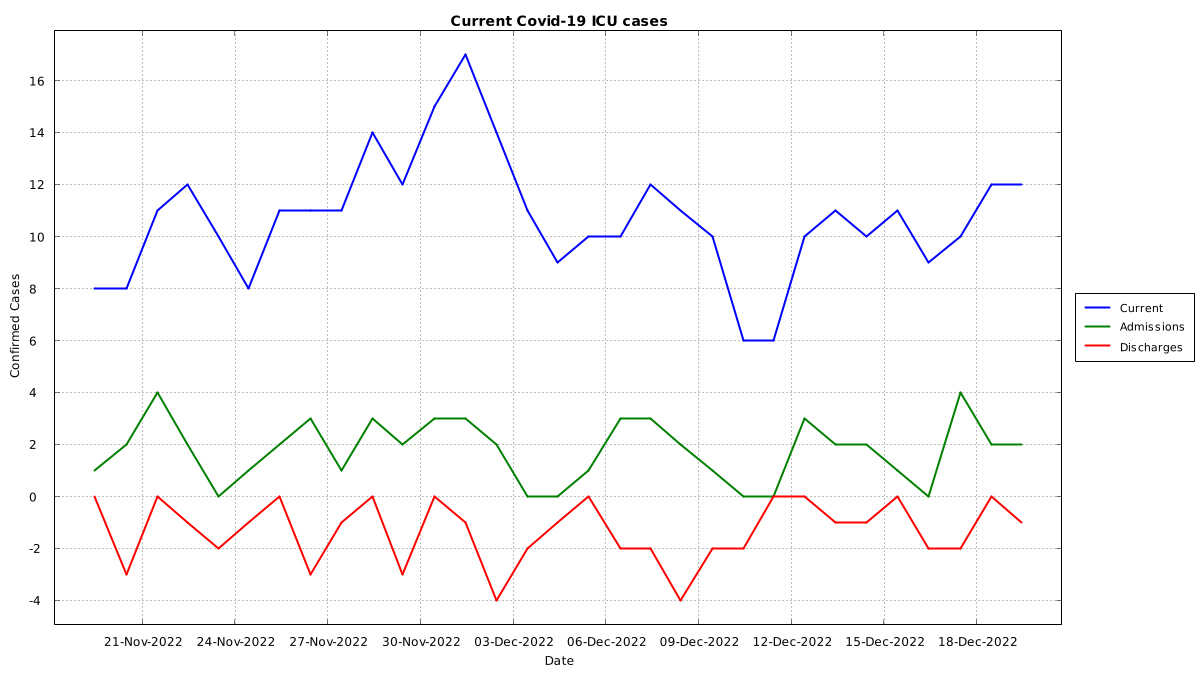 Current Covid-19 ICU cases
16
14
12
10
8
6
4
2
0
-2
-4
Confirmed Cases
21-Nov-2022 24-Nov-2022 27-Nov-2022 30-Nov-2022 03-Dec-2022 06-Dec-2022 09-Dec-2022 12-Dec-2022 15-Dec-2022 18-Dec-2022
Date
Current
Admissions
Discharges